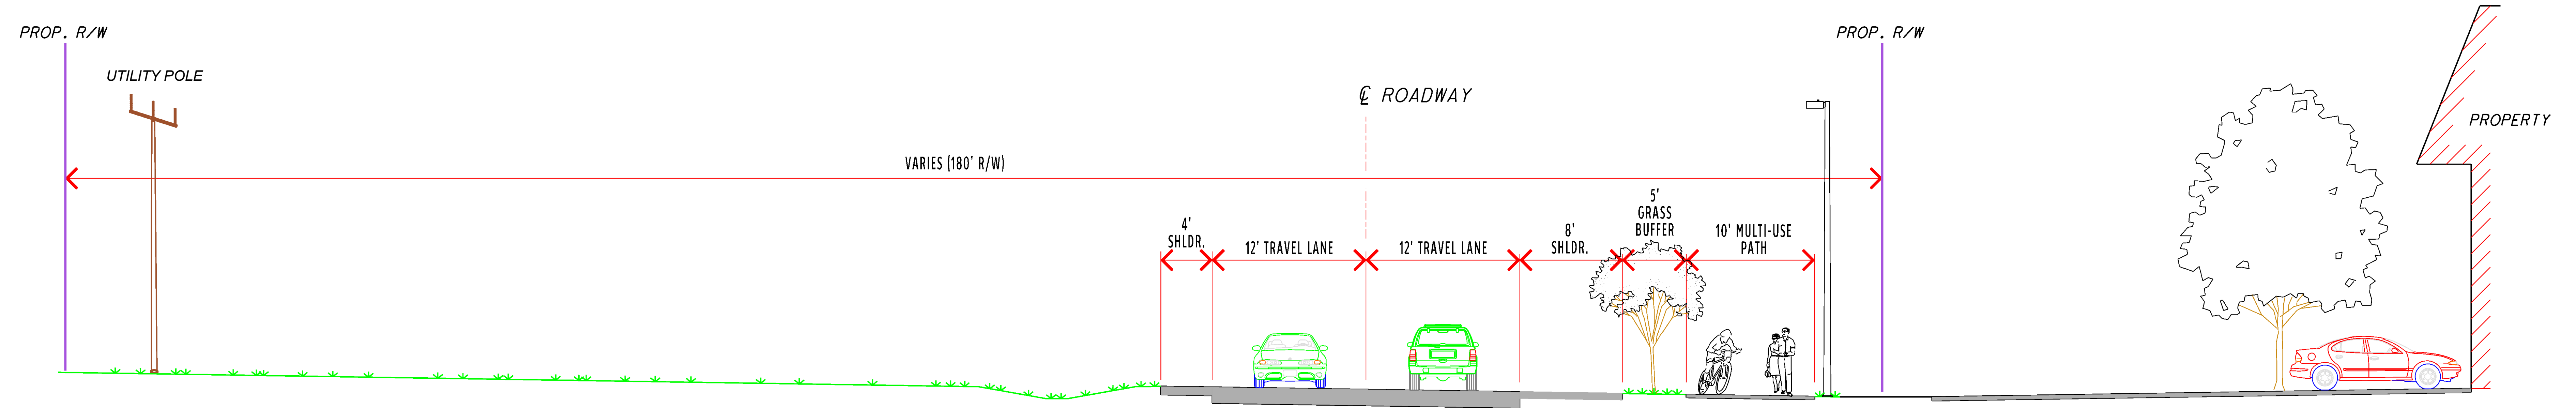 PROP. R/W
PROP. R/W
UTILITY POLE
℄ ROADWAY
PROPERTY
VARIES (180' R/W)
4'
SHLDR.
12' TRAVEL LANE
12' TRAVEL LANE
8'
SHLDR.
5'
GRASS
BUFFER
10' MULTI-USE
PATH